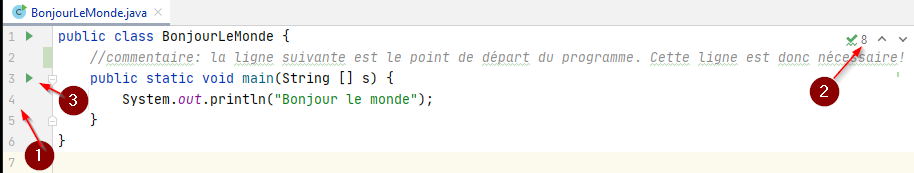 BonjourLeMonde.java
1 public class BonjourLeMonde { 8
2 //commentaire: la ligne suivante est le point de départ du programme. Cette ligne est donc nécessaire!
3 public static void main(String [] s) {
4 System.out.println("Bonjour le monde");
5 }
6 }
7
3
2
1